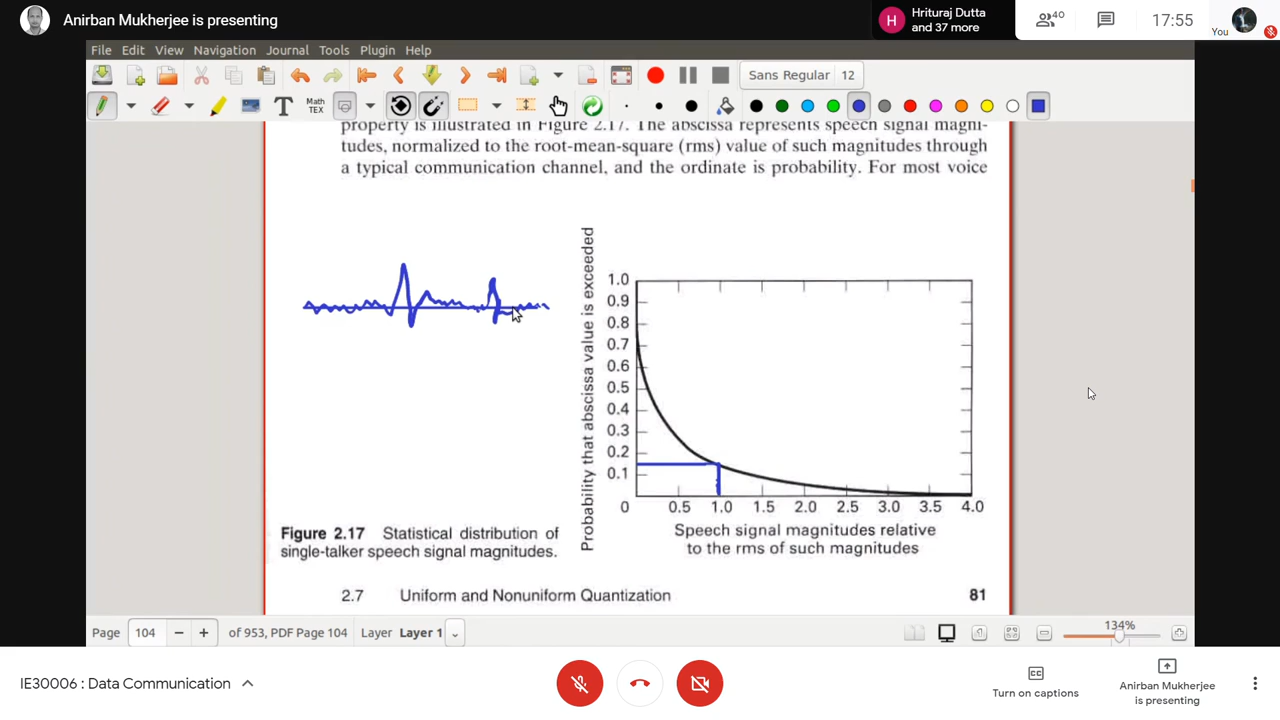 Anirban Mukherjee is presenting
H
Hrituraj Dutta
and 37 more
40
17:55
You
File Edit View Navigation Journal Tools Plugin Help
Sans Regular 12
T
Math
TEX
property is illustrated in Figure 2.17. The abscissa represents speech signal magni-
tudes, normalized to the root-mean-square (rms) value of such magnitudes through
a typical communication channel, and the ordinate is probability. For most voice
Probability that abscissa value is exceeded
1.0
0.9
0.8
0.7
0.6
0.5
0.4
0.3
0.2
0.1
0 0.5 1.0 1.5 2.0 2.5 3.0 3.5 4.0
Speech signal magnitudes relative
to the rms of such magnitudes
Figure 2.17 Statistical distribution of
single-talker speech signal magnitudes.
2.7 Uniform and Nonuniform Quantization 81
Page 104 − + of 953, PDF Page 104 Layer Layer 1
134%
IE30006 : Data Communication
CC
Turn on captions
Anirban Mukherjee
is presenting